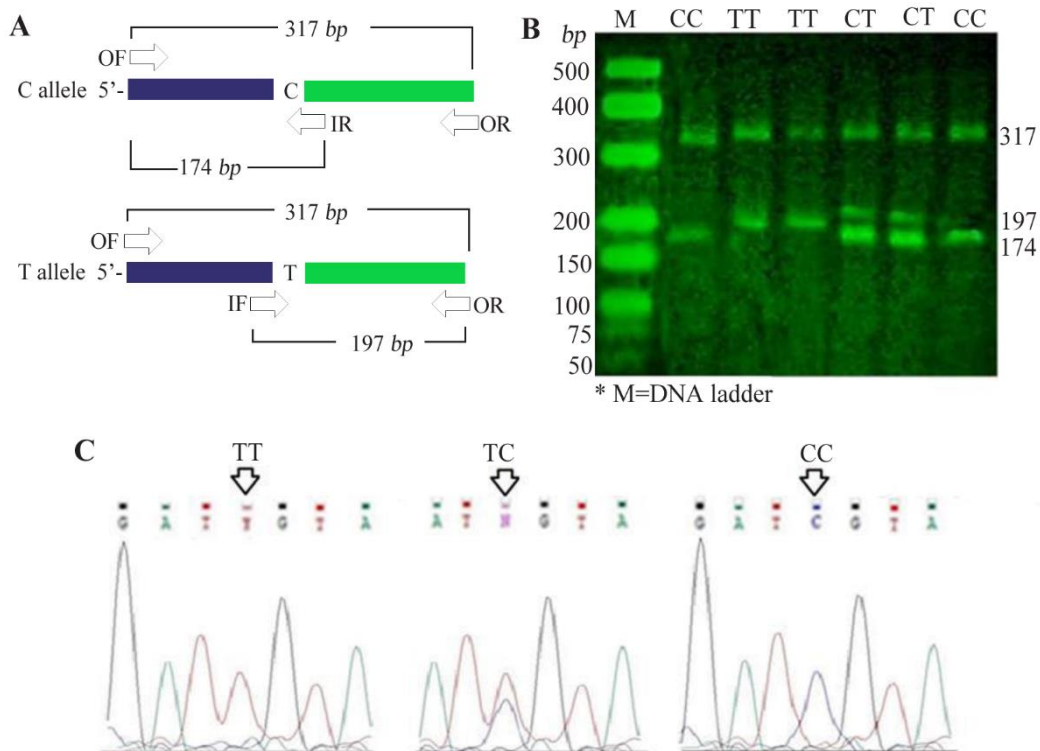 A
317 bp
OF
C allele 5’-
C
IR
OR
174 bp
317 bp
OF
T allele 5’-
T
IF
OR
197 bp
B
M CC TT TT CT CT CC
bp
500
400
300
200
150
100
75
50
317
197
174
* M=DNA ladder
C
TT
G A T T G T A
TC
A T N G T A
CC
G A T C G T A